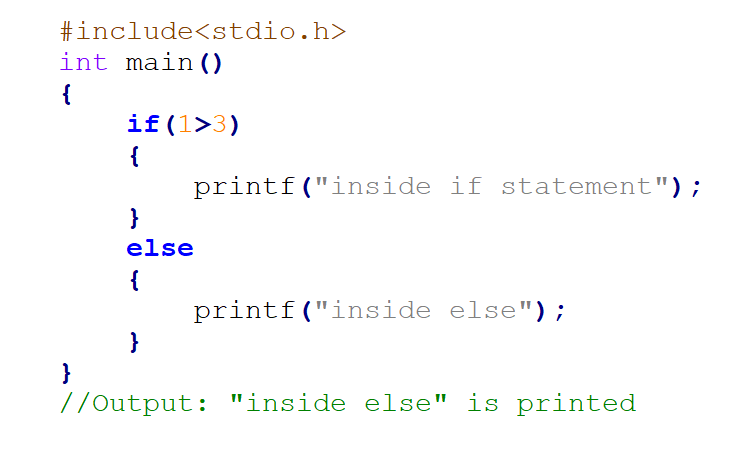 #include<stdio.h>
int main()
{
    if(1>3)
    {
        printf("inside if statement");
    }
    else
    {
        printf("inside else");
    }
}
//Output: "inside else" is printed